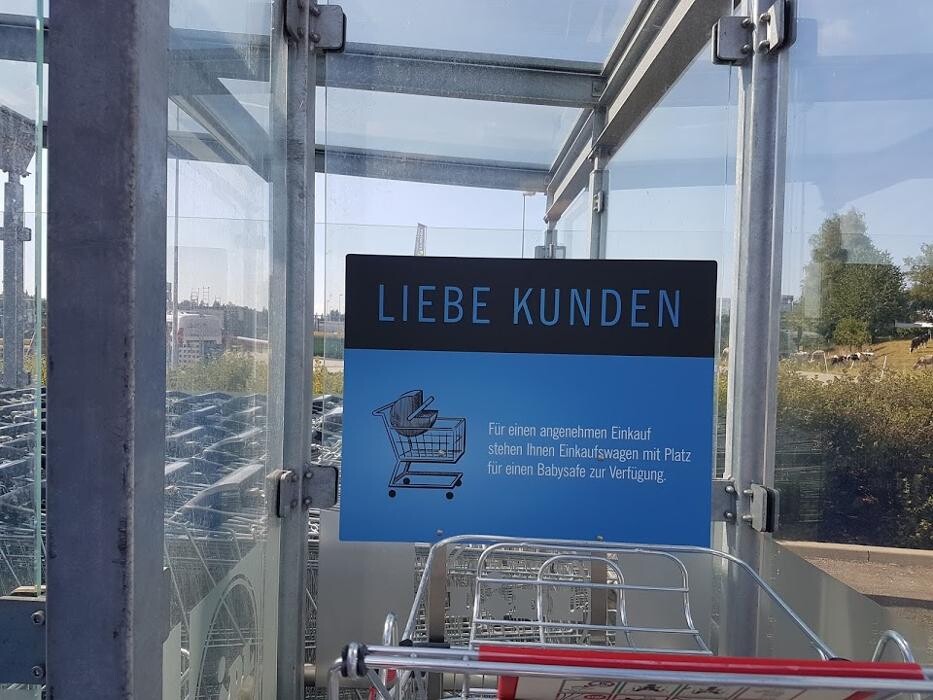 LIEBE KUNDEN
Für einen angenehmen Einkauf
stehen Ihnen Einkaufswagen mit Platz
für einen Babysafe zur Verfügung.